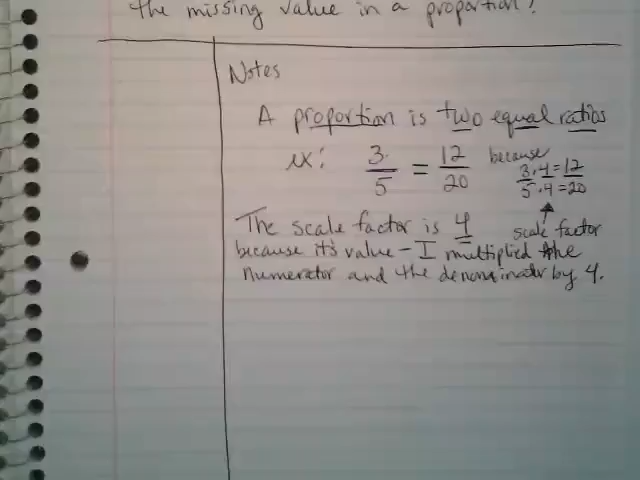 the missing value in a proportion?
Notes
A proportion is two equal ratios
ex: 3/5 = 12/20 because 3·4=12
5·4=20
The scale factor is 4 scale factor
because it's value – I multiplied the
numerator and the denominator by 4.